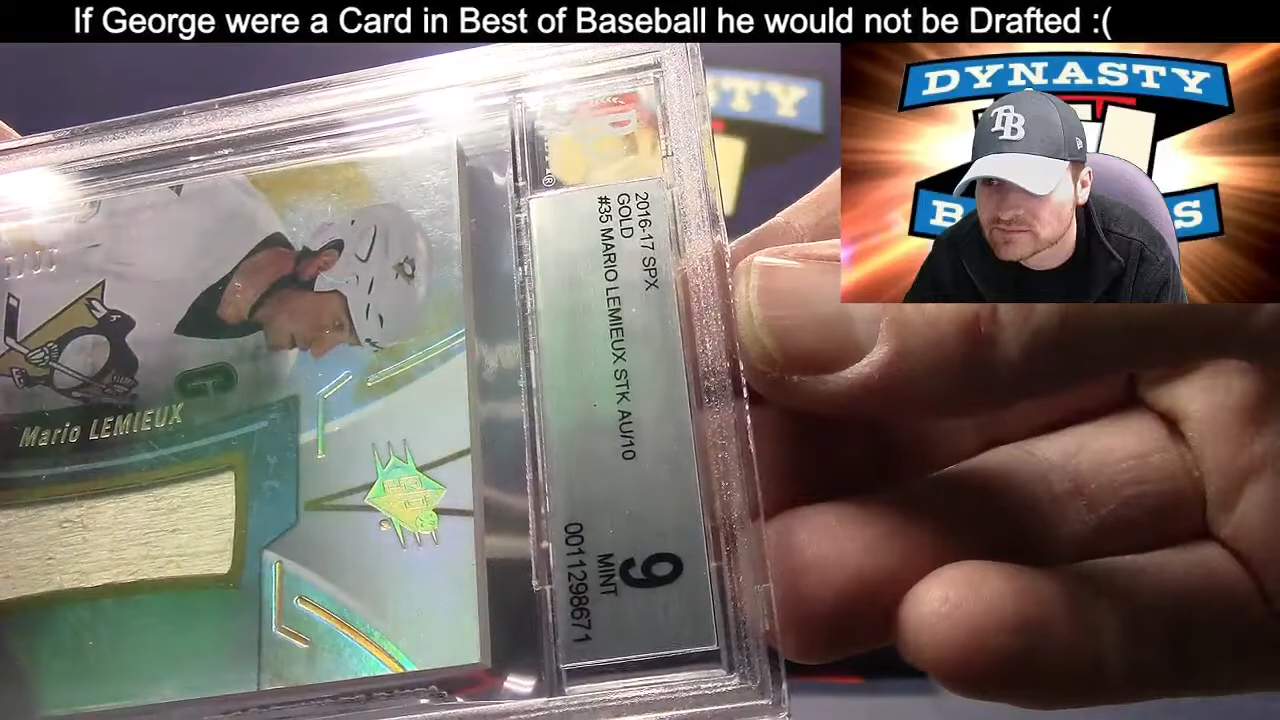 If George were a Card in Best of Baseball he would not be Drafted :(
DYNASTY
TB
STY
2016-17 SPX
GOLD
#35 MARIO LEMIEUX STK AU/10
9
MINT
0011298671
Mario LEMIEUX